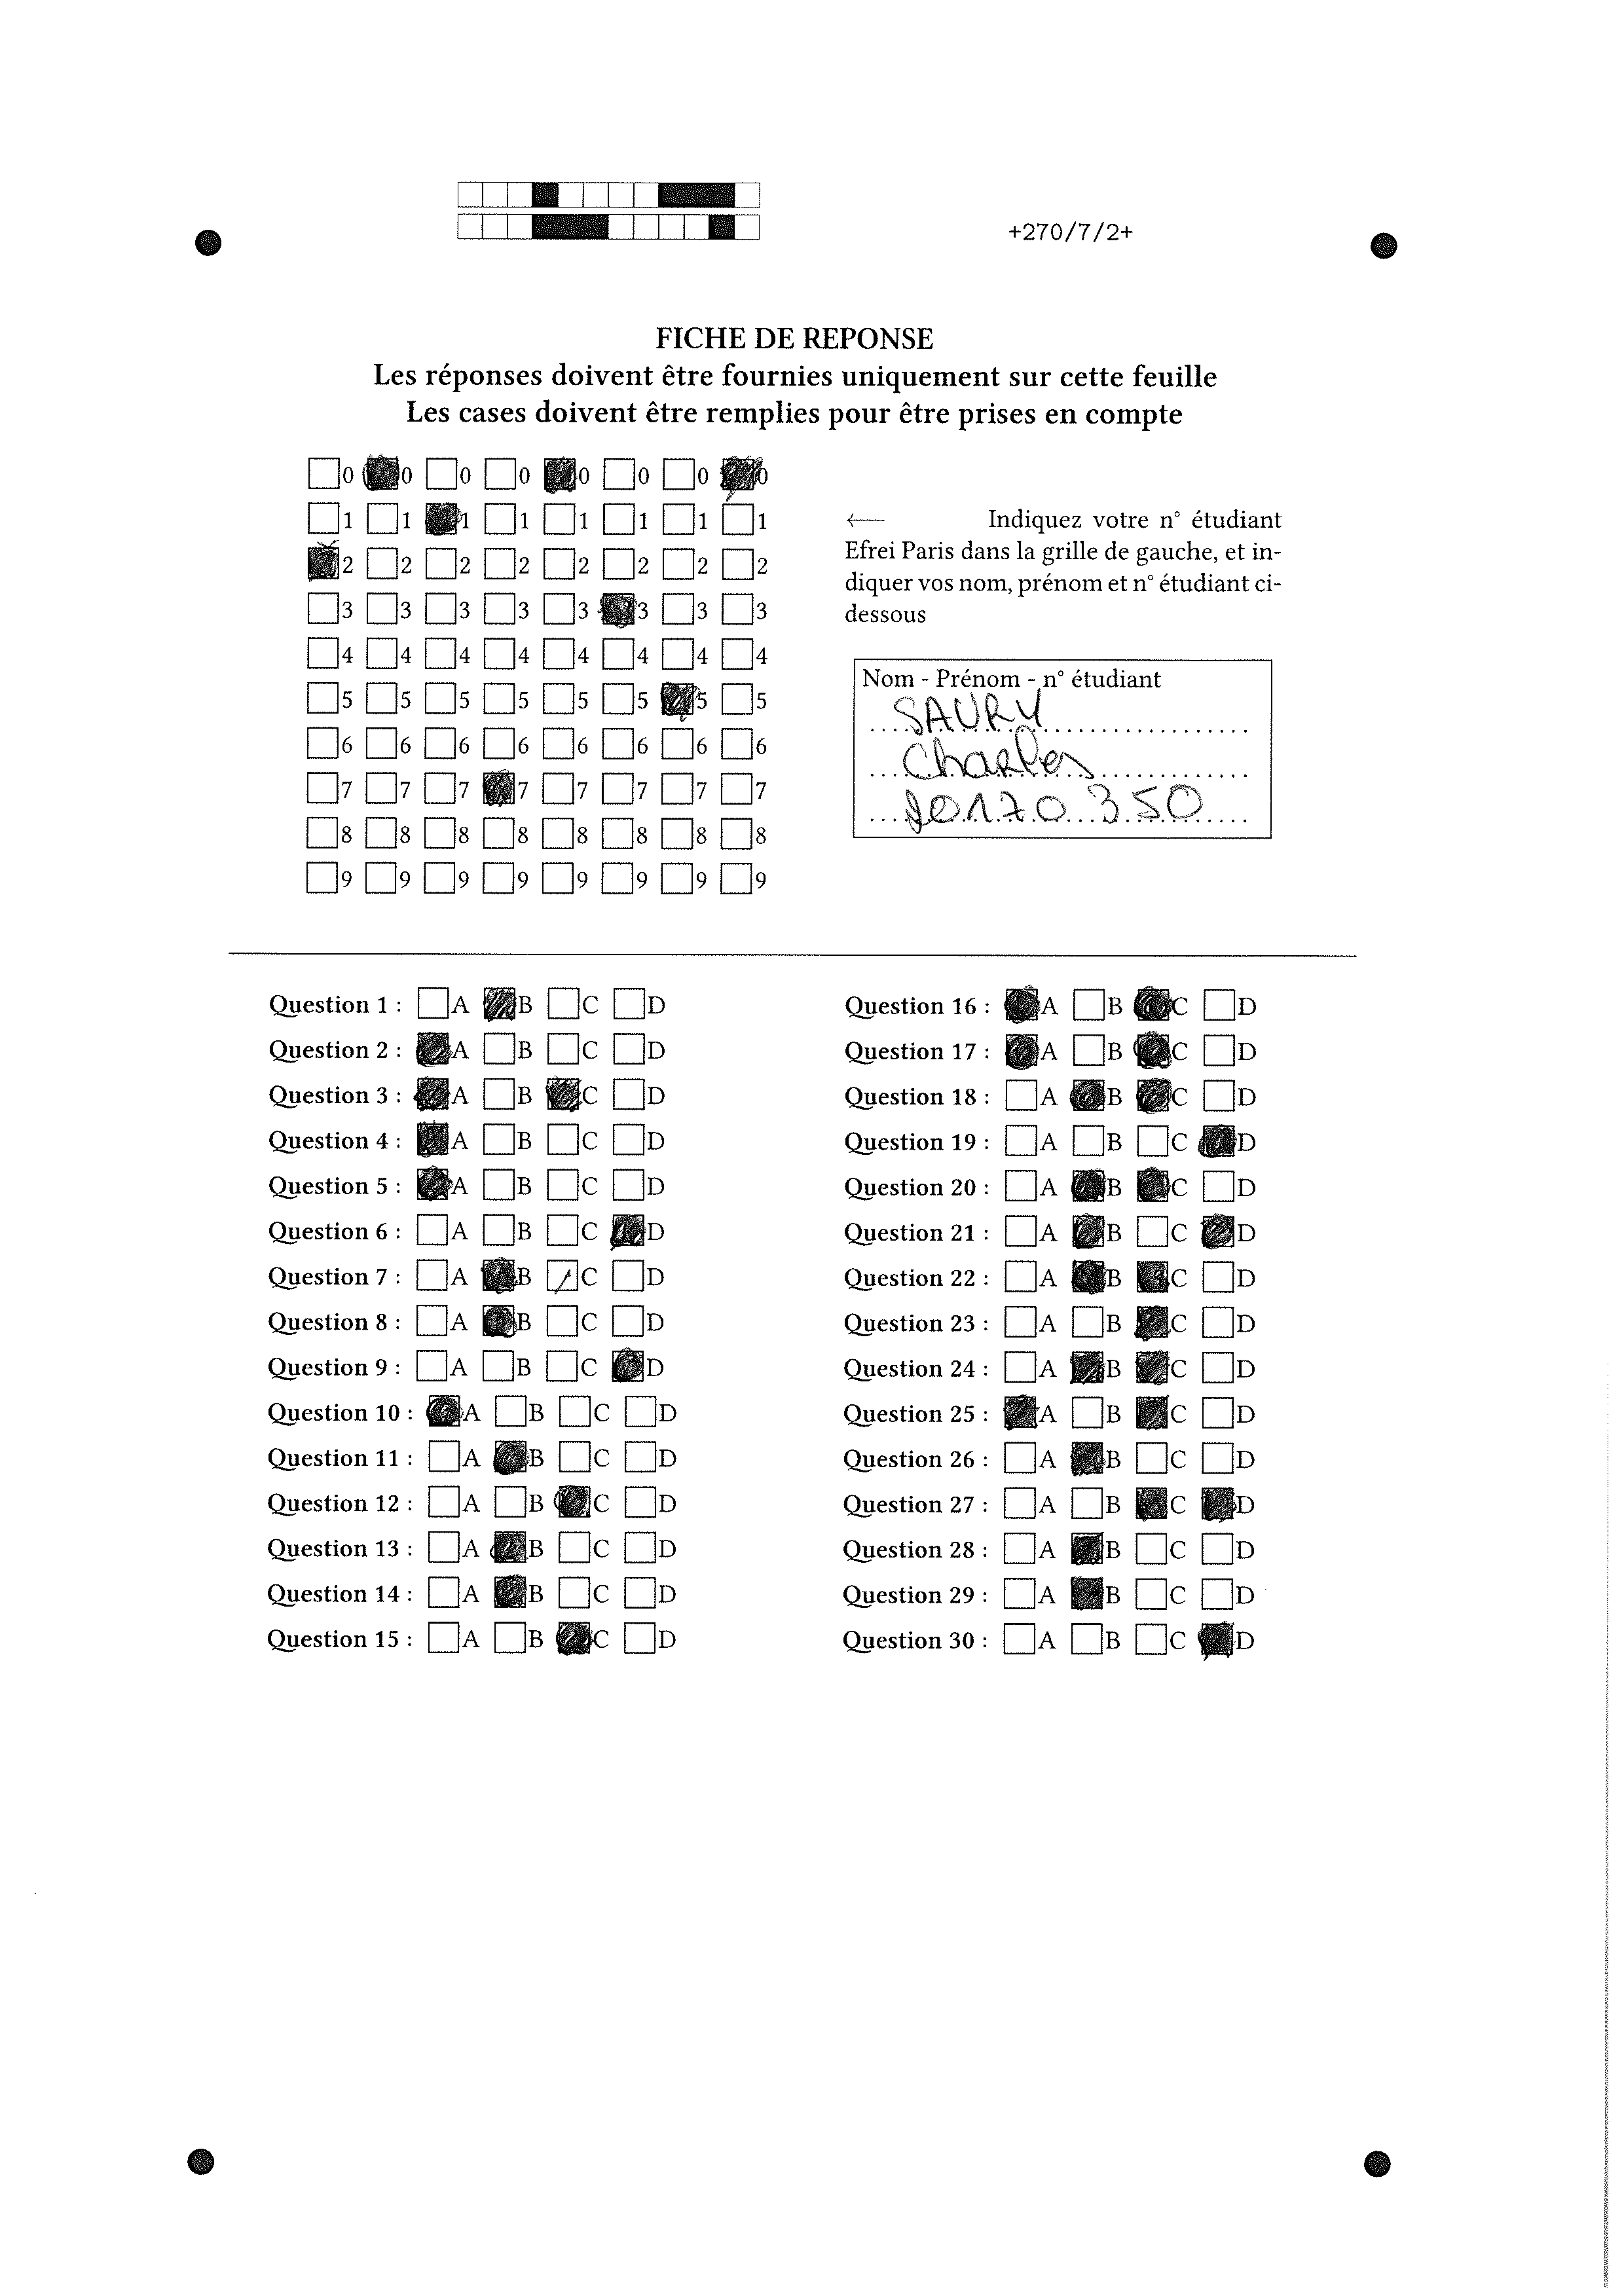 +270/7/2+
FICHE DE REPONSE
Les réponses doivent être fournies uniquement sur cette feuille
Les cases doivent être remplies pour être prises en compte
0 0 0 0 0 0 0 0
1 1 1 1 1 1 1 1
2 2 2 2 2 2 2 2
3 3 3 3 3 3 3 3
4 4 4 4 4 4 4 4
5 5 5 5 5 5 5 5
6 6 6 6 6 6 6 6
7 7 7 7 7 7 7 7
8 8 8 8 8 8 8 8
9 9 9 9 9 9 9 9
← Indiquez votre n° étudiant
Efrei Paris dans la grille de gauche, et in-
diquer vos nom, prénom et n° étudiant ci-
dessous
Nom - Prénom - n° étudiant
SAURY
Charles
20170350
Question 1 : A B C D
Question 2 : A B C D
Question 3 : A B C D
Question 4 : A B C D
Question 5 : A B C D
Question 6 : A B C D
Question 7 : A B C D
Question 8 : A B C D
Question 9 : A B C D
Question 10 : A B C D
Question 11 : A B C D
Question 12 : A B C D
Question 13 : A B C D
Question 14 : A B C D
Question 15 : A B C D
Question 16 : A B C D
Question 17 : A B C D
Question 18 : A B C D
Question 19 : A B C D
Question 20 : A B C D
Question 21 : A B C D
Question 22 : A B C D
Question 23 : A B C D
Question 24 : A B C D
Question 25 : A B C D
Question 26 : A B C D
Question 27 : A B C D
Question 28 : A B C D
Question 29 : A B C D
Question 30 : A B C D